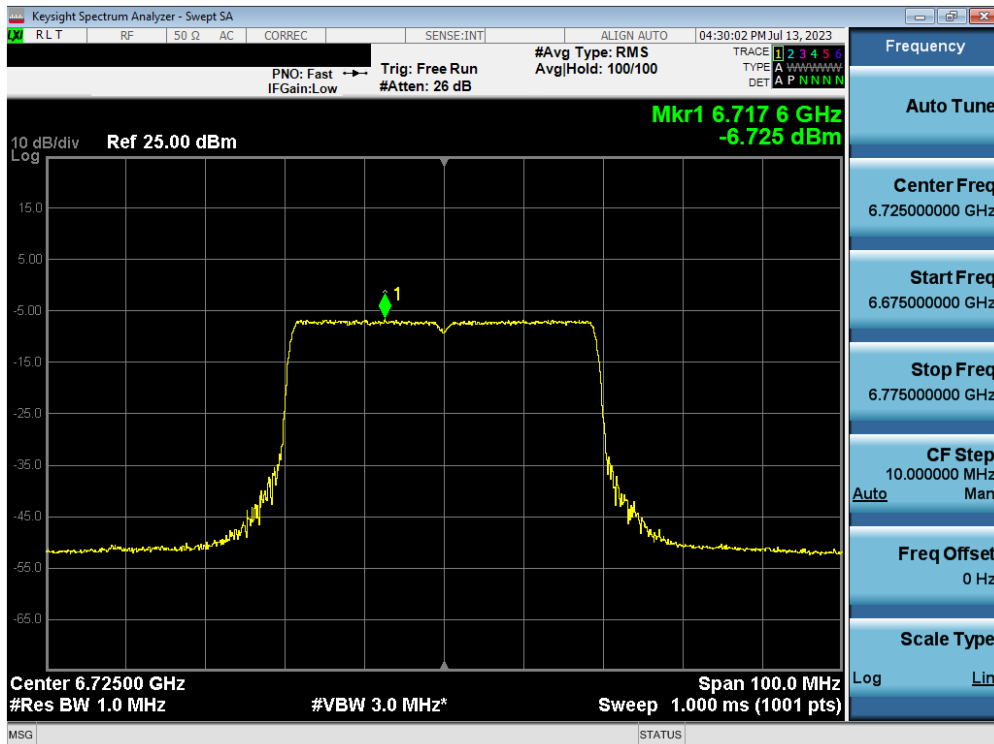 Keysight Spectrum Analyzer - Swept SA
LXI RLT RF 50 Ω AC CORREC SENSE:INT ALIGN AUTO 04:30:02 PM Jul 13, 2023
Frequency
PNO: Fast
IFGain:Low
Trig: Free Run
#Atten: 26 dB
#Avg Type: RMS
Avg|Hold: 100/100
TRACE 1 2 3 4 5 6
TYPE A WWWWW
DET A P N N N N
Mkr1 6.717 6 GHz
-6.725 dBm
10 dB/div Ref 25.00 dBm
Log
15.0
5.00
-5.00
-15.0
-25.0
-35.0
-45.0
-55.0
-65.0
1
Center 6.72500 GHz Span 100.0 MHz
#Res BW 1.0 MHz #VBW 3.0 MHz* Sweep 1.000 ms (1001 pts)
Auto Tune
Center Freq
6.725000000 GHz
Start Freq
6.675000000 GHz
Stop Freq
6.775000000 GHz
CF Step
10.000000 MHz
Auto Man
Freq Offset
0 Hz
Scale Type
Log Lin
MSG STATUS